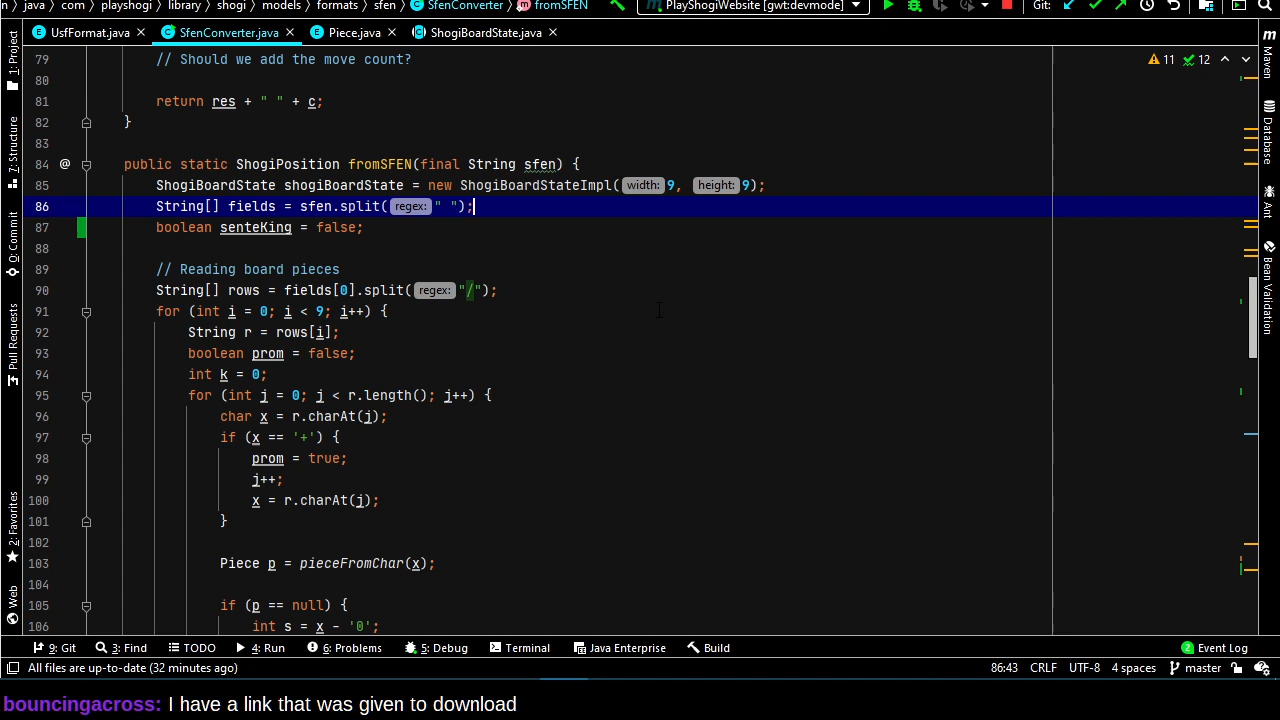 n › java › com › playshogi › library › shogi › models › formats › sfen › SfenConverter › fromSFEN PlayShogiWebsite [gwt:devmode] Git:
UsfFormat.java × SfenConverter.java × Piece.java × ShogiBoardState.java ×
79 // Should we add the move count? 11 12
80
81 return res + " " + c;
82 }
83
84 @ public static ShogiPosition fromSFEN(final String sfen) {
85 ShogiBoardState shogiBoardState = new ShogiBoardStateImpl( width: 9, height: 9);
86 String[] fields = sfen.split( regex: " ");
87 boolean senteKing = false;
88
89 // Reading board pieces
90 String[] rows = fields[0].split( regex: "/");
91 for (int i = 0; i < 9; i++) {
92 String r = rows[i];
93 boolean prom = false;
94 int k = 0;
95 for (int j = 0; j < r.length(); j++) {
96 char x = r.charAt(j);
97 if (x == '+') {
98 prom = true;
99 j++;
100 x = r.charAt(j);
101 }
102
103 Piece p = pieceFromChar(x);
104
105 if (p == null) {
106 int s = x - '0';
1: Project
7: Structure
0: Commit
Pull Requests
2: Favorites
Web
Maven
Database
Ant
Bean Validation
9: Git 3: Find TODO 4: Run 6: Problems 5: Debug Terminal Java Enterprise Build 2 Event Log
All files are up-to-date (32 minutes ago) 86:43 CRLF UTF-8 4 spaces master
bouncingacross: I have a link that was given to download